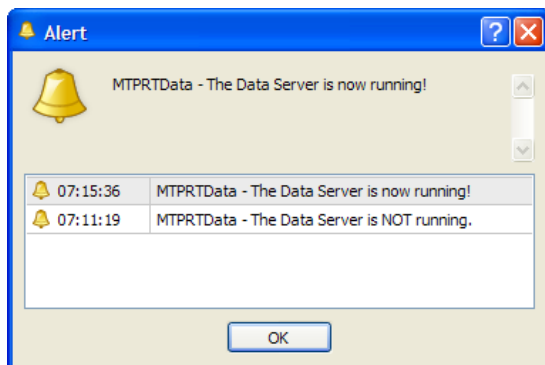 Alert
MTPRTData - The Data Server is now running!
07:15:36 MTPRTData - The Data Server is now running!
07:11:19 MTPRTData - The Data Server is NOT running.
OK